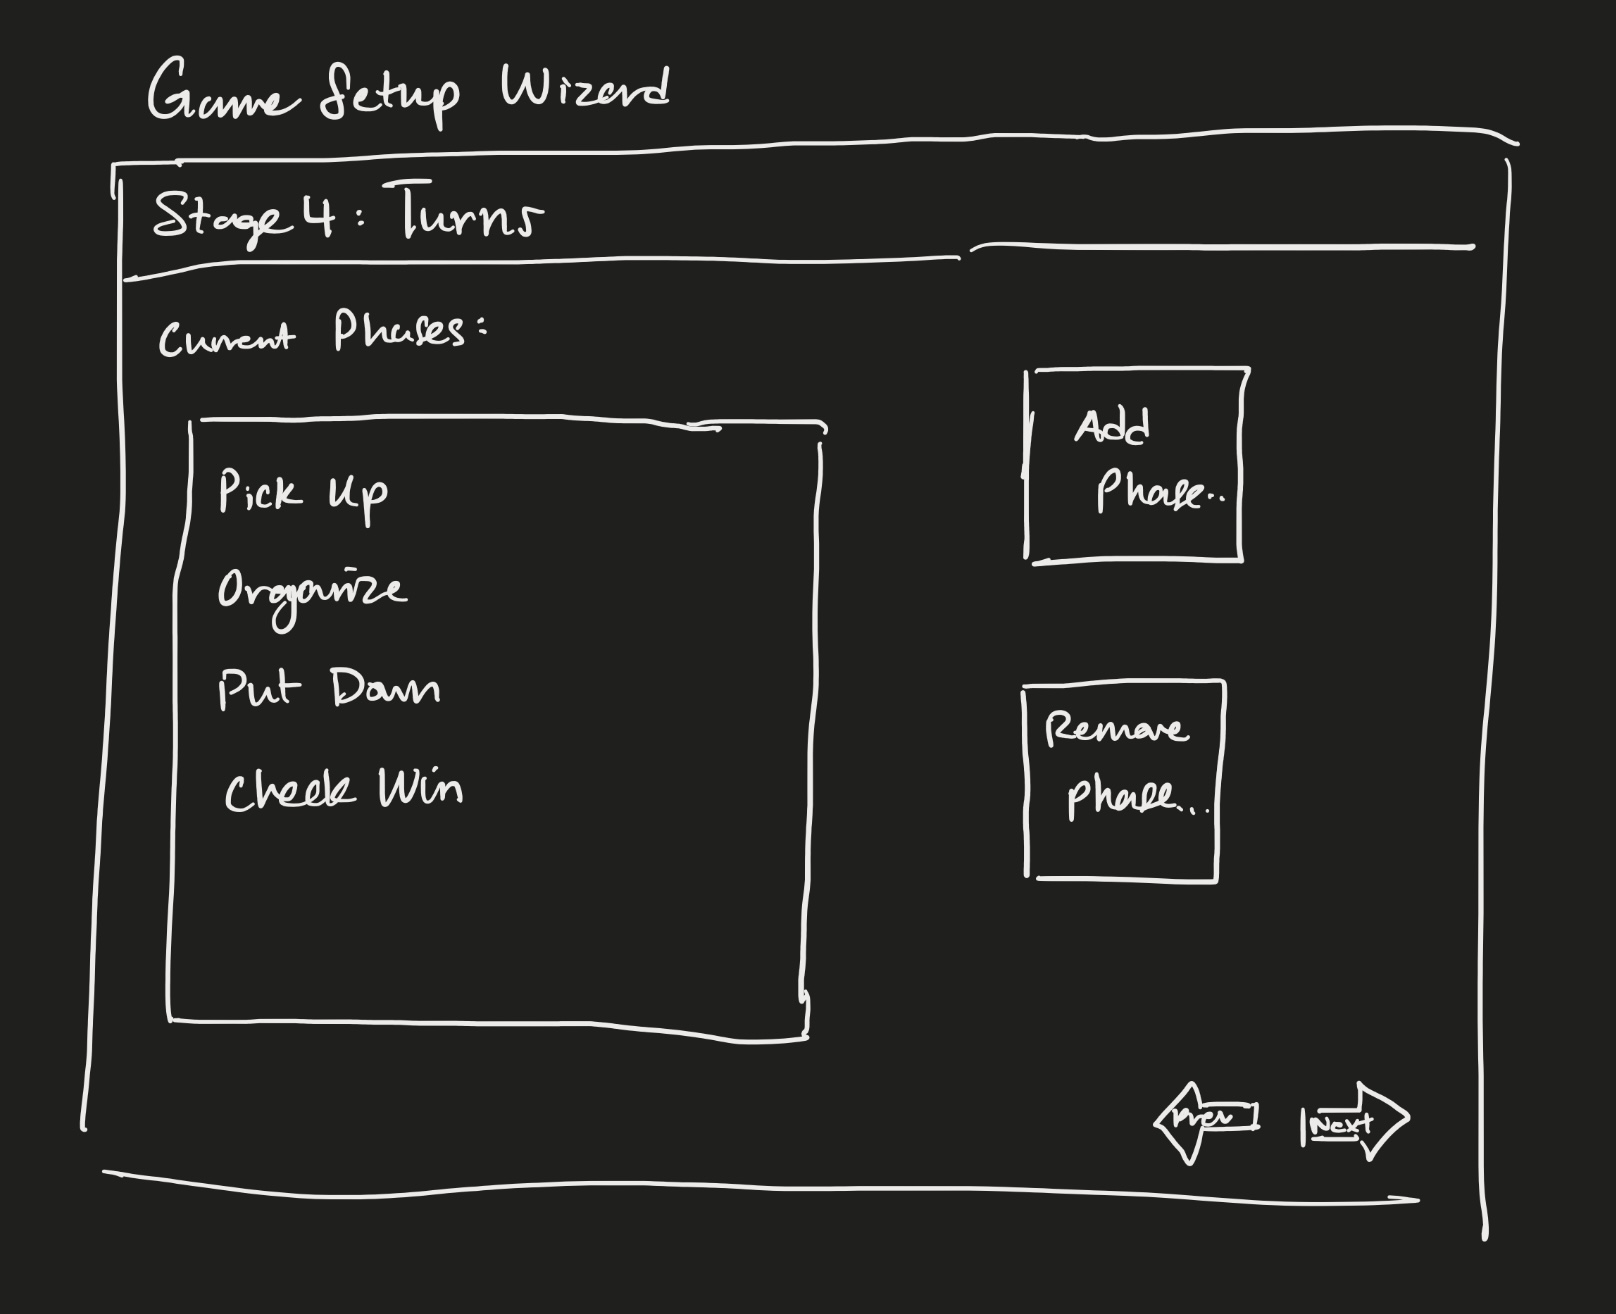 Game Setup Wizard
Stage 4: Turns
Current Phases:
Pick Up
Organize
Put Down
Check Win
Add
Phase..
Remove
Phase...
Prev
Next